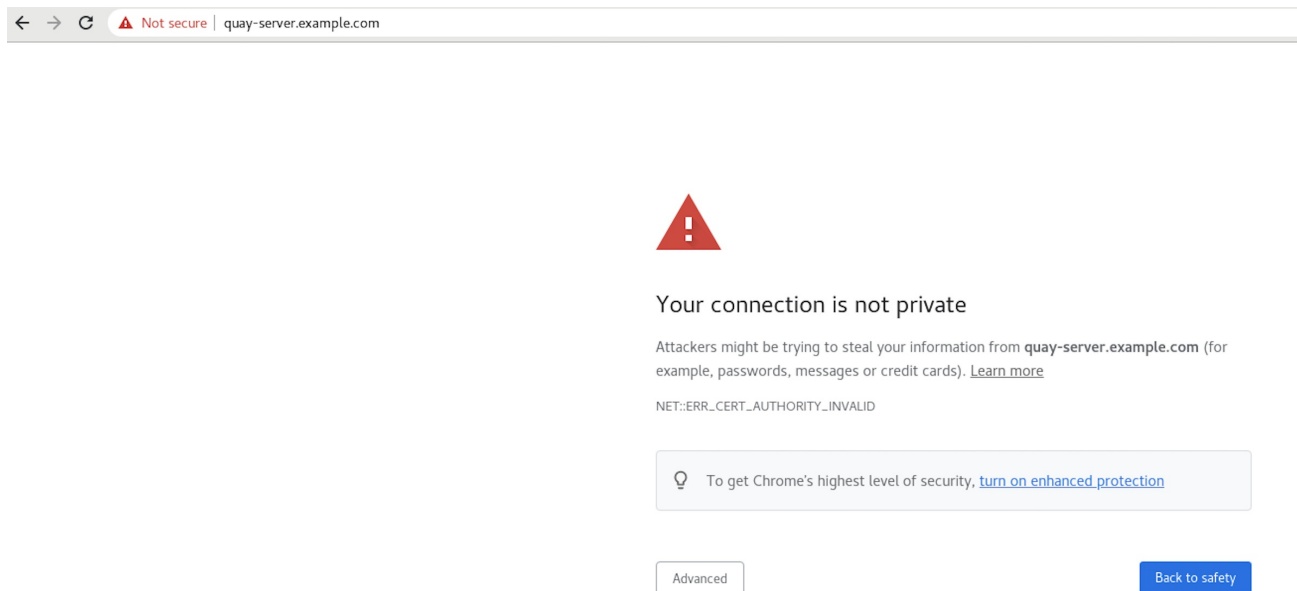 Not secure | quay-server.example.com
Your connection is not private
Attackers might be trying to steal your information from quay-server.example.com (for
example, passwords, messages or credit cards). Learn more
NET::ERR_CERT_AUTHORITY_INVALID
To get Chrome's highest level of security, turn on enhanced protection
Advanced
Back to safety